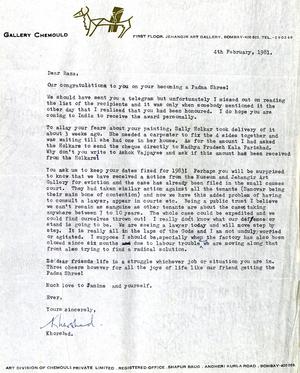 GALLERY CHEMOULD
FIRST FLOOR, JEHANGIR ART GALLERY, BOMBAY-400 023. TEL.
4th February, 1981.
Dear Raza,
Our congratulations to you on your becoming a Padma Shree!
We should have sent you a telegram but unfortunately I missed out on reading
the list of the recipients and it was only when somebody mentioned it the
other day that I realised that you had been honoured. I do hope you are
coming to India to receive the award personally.
To allay your fears about your painting, Sally Holkar took delivery of it
about 3 weeks ago. She needed a carpenter to fix the 4 sides together and
was waiting till she had one in her home. As for the amount I had asked
the Holkars to send the cheque directly to Madhya Pradesh Kala Parishad.
Why don't you write to Ashok Vajpayee and ask if this amount has been received
from the Holkars?
You ask us to keep your dates fixed for 1983! Perhaps you will be surprised
to know that we have received a notice from the Museum and Jehangir Art
Gallery for eviction and the case has already been filed in the small causes
court. They had taken similar action against all the tenants
main bone of contention) and now we have this added problem of having
to consult a lawyer, appear in courts etc. Being a public trust I believe
we can't remain as sanguine as other tenants are about the cases taking
anywhere between 7 to 10 years. The whole case could be expedited and we
could find ourselves thrown out! I really don't know what our defence or
stand is going to be. We are seeing a lawyer today and will move step by
step. It is really all in the laps of the Gods and I am not unduly worried
or agitated. I suppose I should be, especially when the factory has also been
closed since six months due to labour trouble, we are moving along that
front also trying to find a radical solution.
So dear friends life is a struggle whichever job or situation you are in.
Three cheers however for all the joys of life like our friend getting the
Padma Shree!
Much love to Janine and yourself.
Ever,
Yours sincerely,
Khorshed
Khorshed.
ART DIVISION OF CHEMOULD PRIVATE LIMITED. REGISTERED OFFICE: SHAPUR BAUG, ANDHERI KURLA ROAD, BOMBAY-400